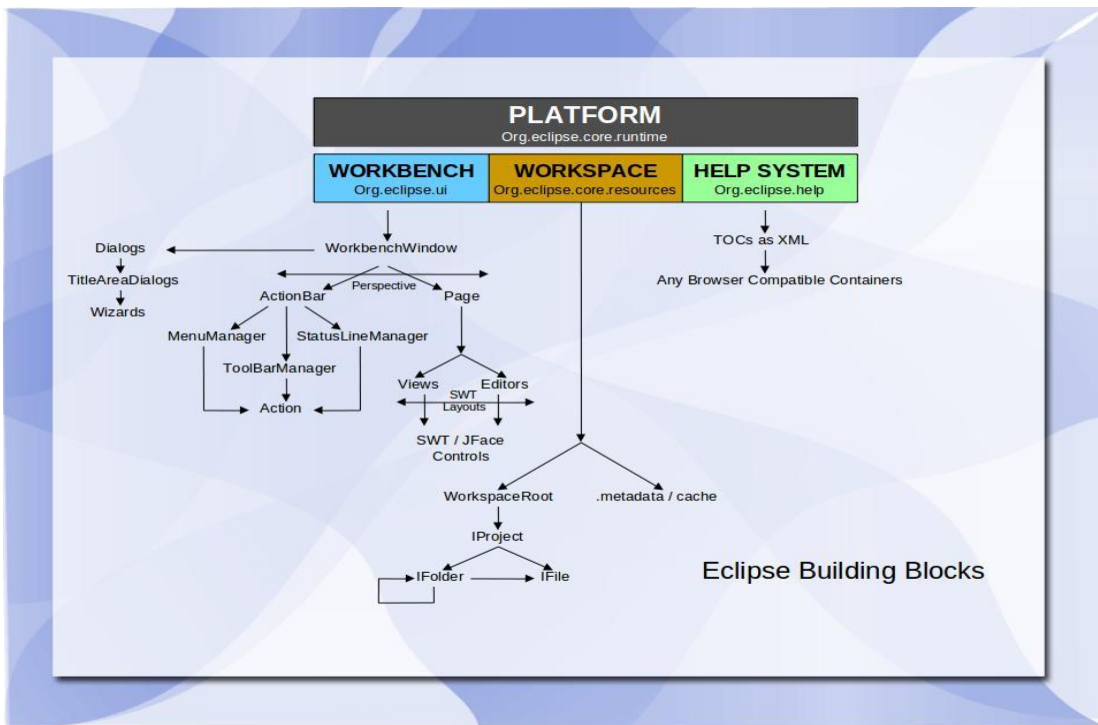 PLATFORM
Org.eclipse.core.runtime
WORKBENCH
Org.eclipse.ui
WORKSPACE
Org.eclipse.core.resources
HELP SYSTEM
Org.eclipse.help
Dialogs
WorkbenchWindow
TOCs as XML
TitleAreaDialogs
Perspective
Any Browser Compatible Containers
Wizards
ActionBar
Page
MenuManager
StatusLineManager
ToolBarManager
Views
Editors
SWT
Layouts
Action
SWT / JFace
Controls
WorkspaceRoot
.metadata / cache
IProject
IFolder
IFile
Eclipse Building Blocks